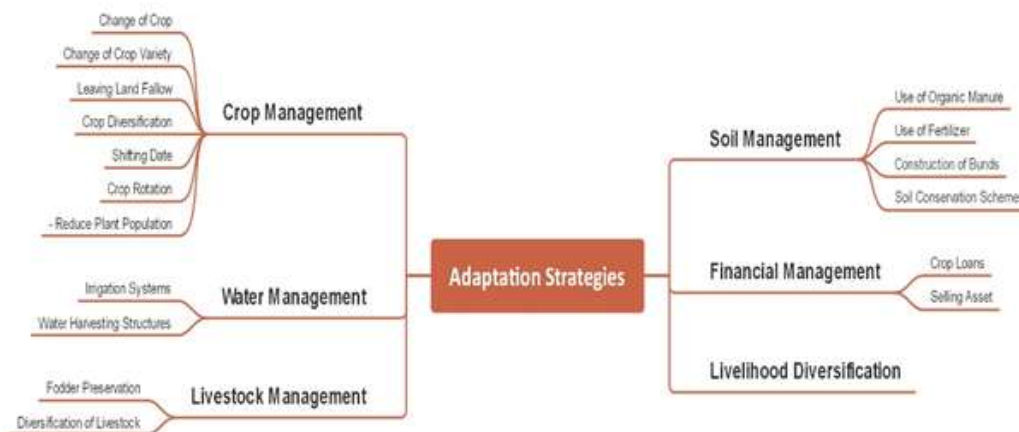 Change of Crop
Change of Crop Variety
Leaving Land Fallow
Crop Diversification
Shifting Date
Crop Rotation
- Reduce Plant Population
Crop Management
Irrigation Systems
Water Harvesting Structures
Water Management
Fodder Preservation
Diversification of Livestock
Livestock Management
Adaptation Strategies
Soil Management
Use of Organic Manure
Use of Fertilizer
Construction of Bunds
Soil Conservation Scheme
Financial Management
Crop Loans
Selling Asset
Livelihood Diversification